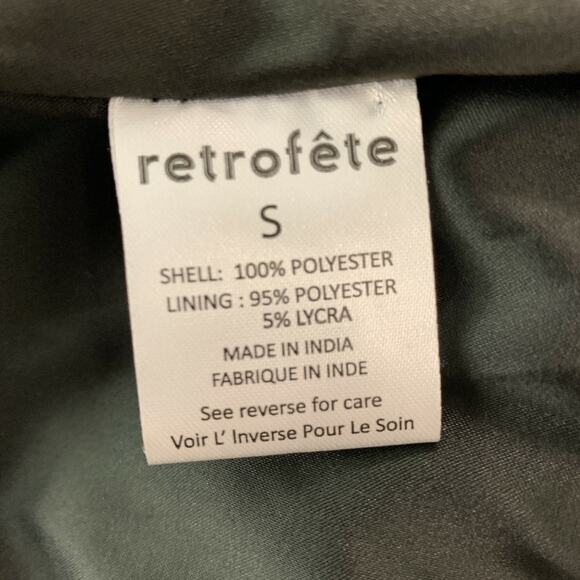 retrofête
S
SHELL: 100% POLYESTER
LINING : 95% POLYESTER
5% LYCRA
MADE IN INDIA
FABRIQUE IN INDE
See reverse for care
Voir L' Inverse Pour Le Soin